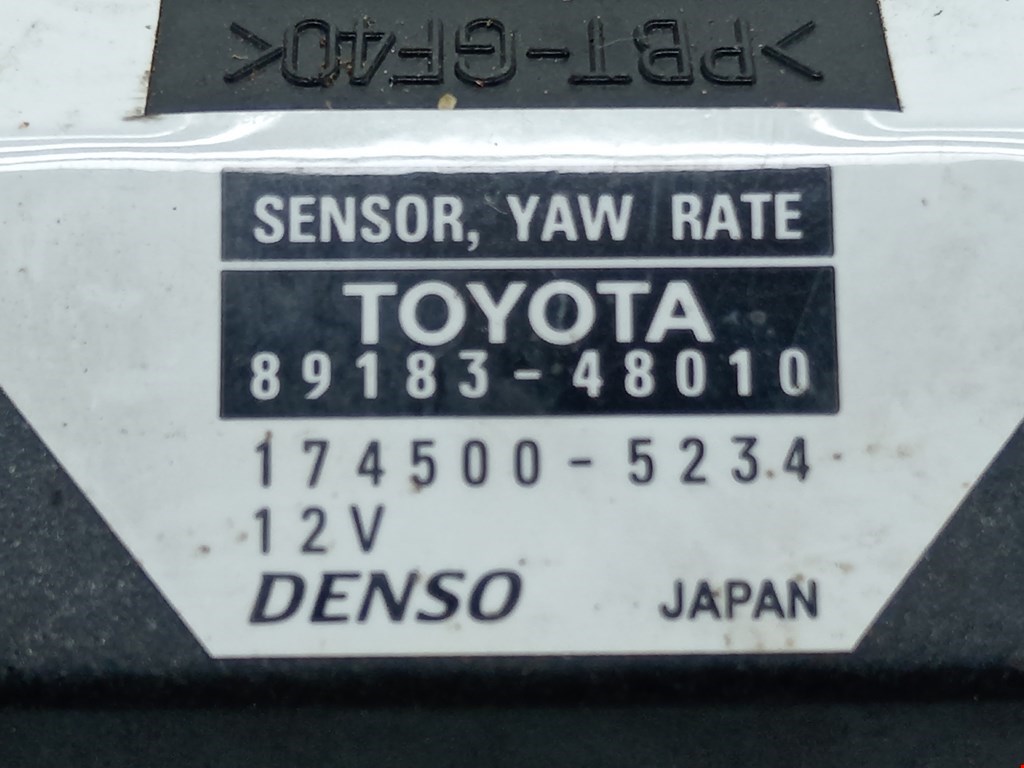 >PBT-GF40<
SENSOR, YAW RATE
TOYOTA
89183-48010
174500-5234
12V
DENSO JAPAN